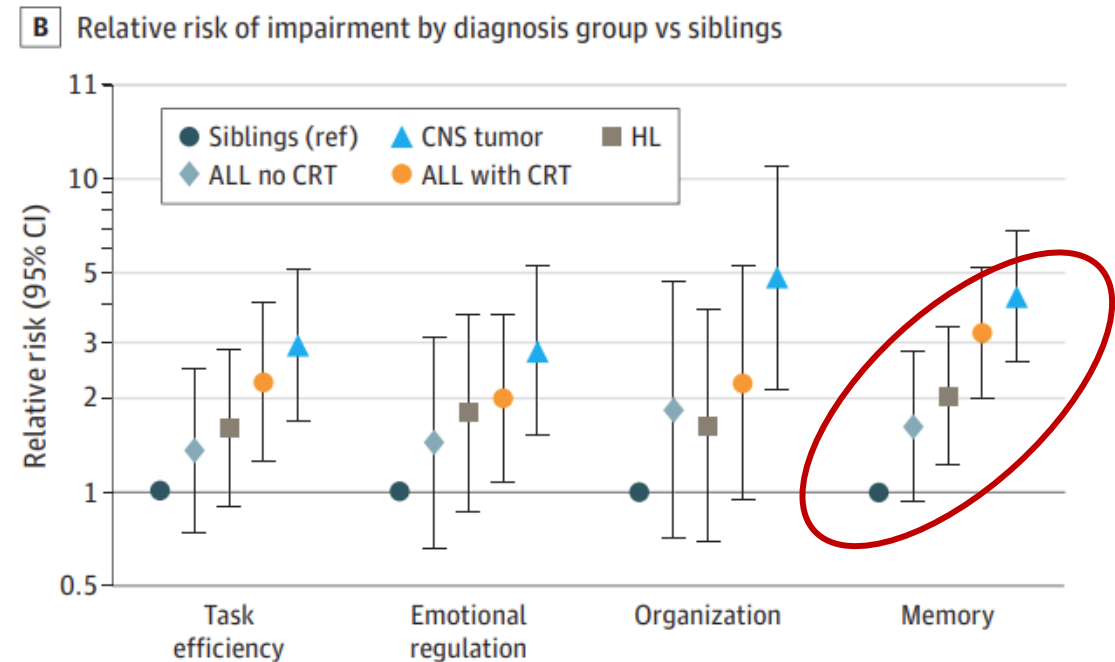 B Relative risk of impairment by diagnosis group vs siblings
11
10
5
3
2
1
0.5
Relative risk (95% CI)
Siblings (ref) CNS tumor HL
ALL no CRT ALL with CRT
Task
efficiency
Emotional
regulation
Organization
Memory